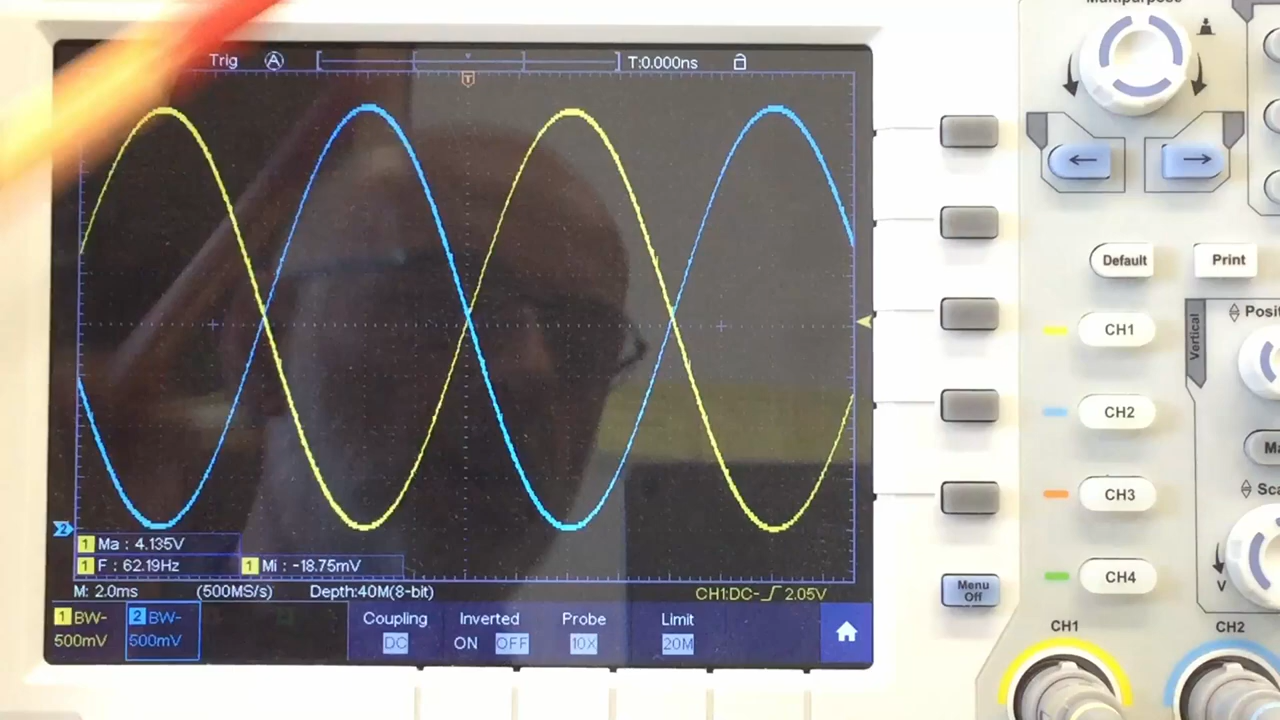 Multipurpose
Trig A T:0.000ns
T
Default
Print
CH1
Vertical
CH2
CH3
CH4
2
1 Ma : 4.135V
1 F : 62.19Hz 1 Mi : -18.75mV
M: 2.0ms (500MS/s) Depth:40M(8-bit) CH1:DC- 2.05V
1 BW- 2 BW- Coupling Inverted Probe Limit
500mV 500mV DC ON OFF 10X 20M
Menu
Off
V
CH1 CH2